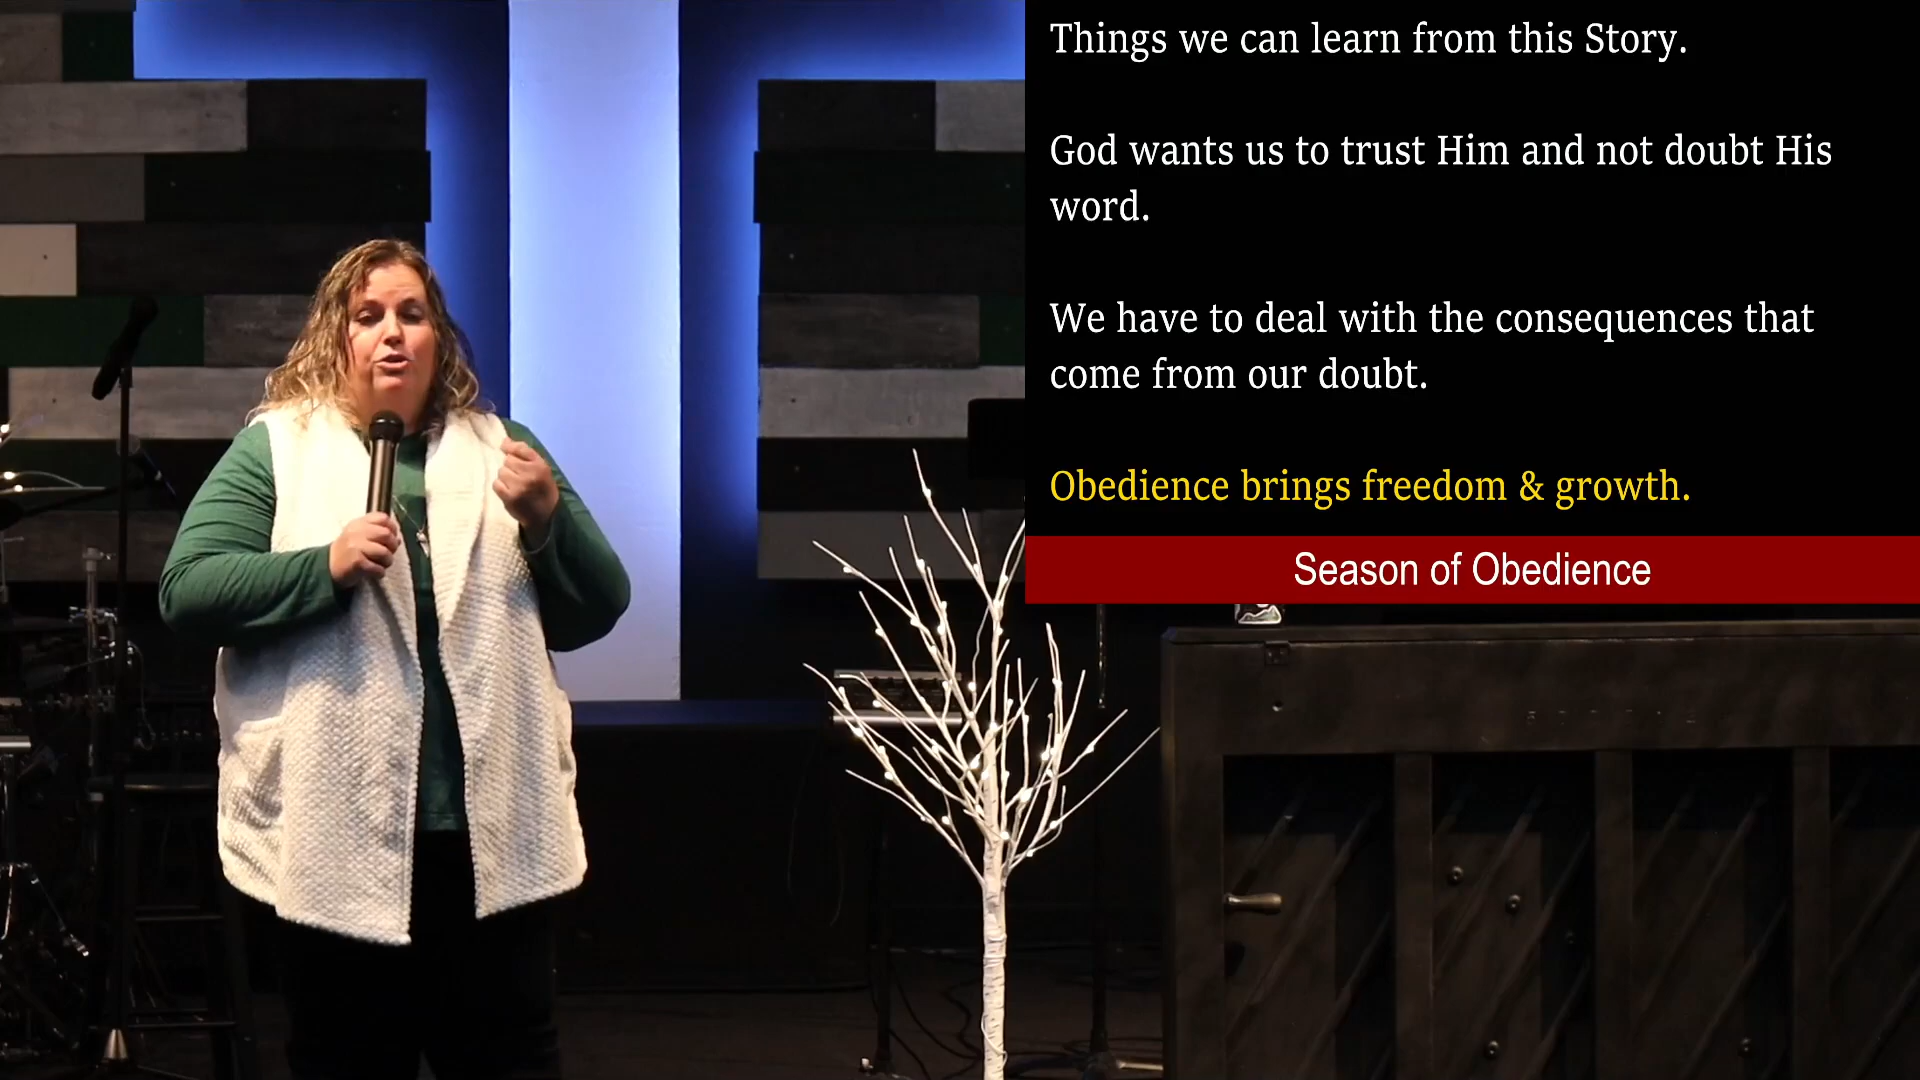 Things we can learn from this Story.
God wants us to trust Him and not doubt His
word.
We have to deal with the consequences that
come from our doubt.
Obedience brings freedom & growth.
Season of Obedience